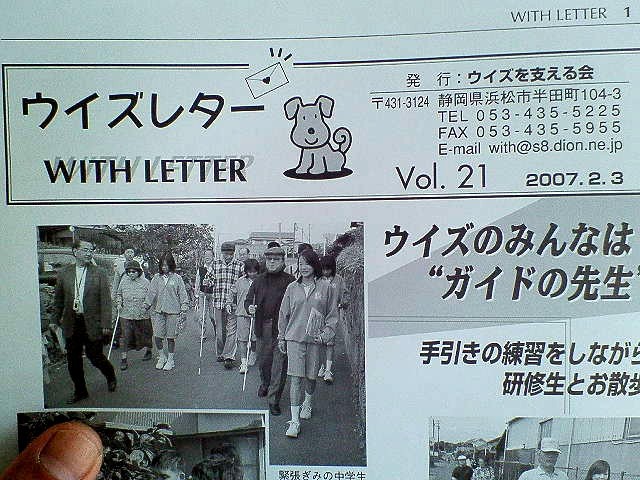 WITH LETTER 1
ウイズレター
WITH LETTER
発 行：ウイズを支える会
〒431-3124 静岡県浜松市半田町104-3
TEL 053-435-5225
FAX 053-435-5955
E-mail with@s8.dion.ne.jp
Vol. 21 2007.2.3
ウイズのみんなは
“ガイドの先生”
手引きの練習をしながら
研修生とお散歩
緊張ぎみの中学生